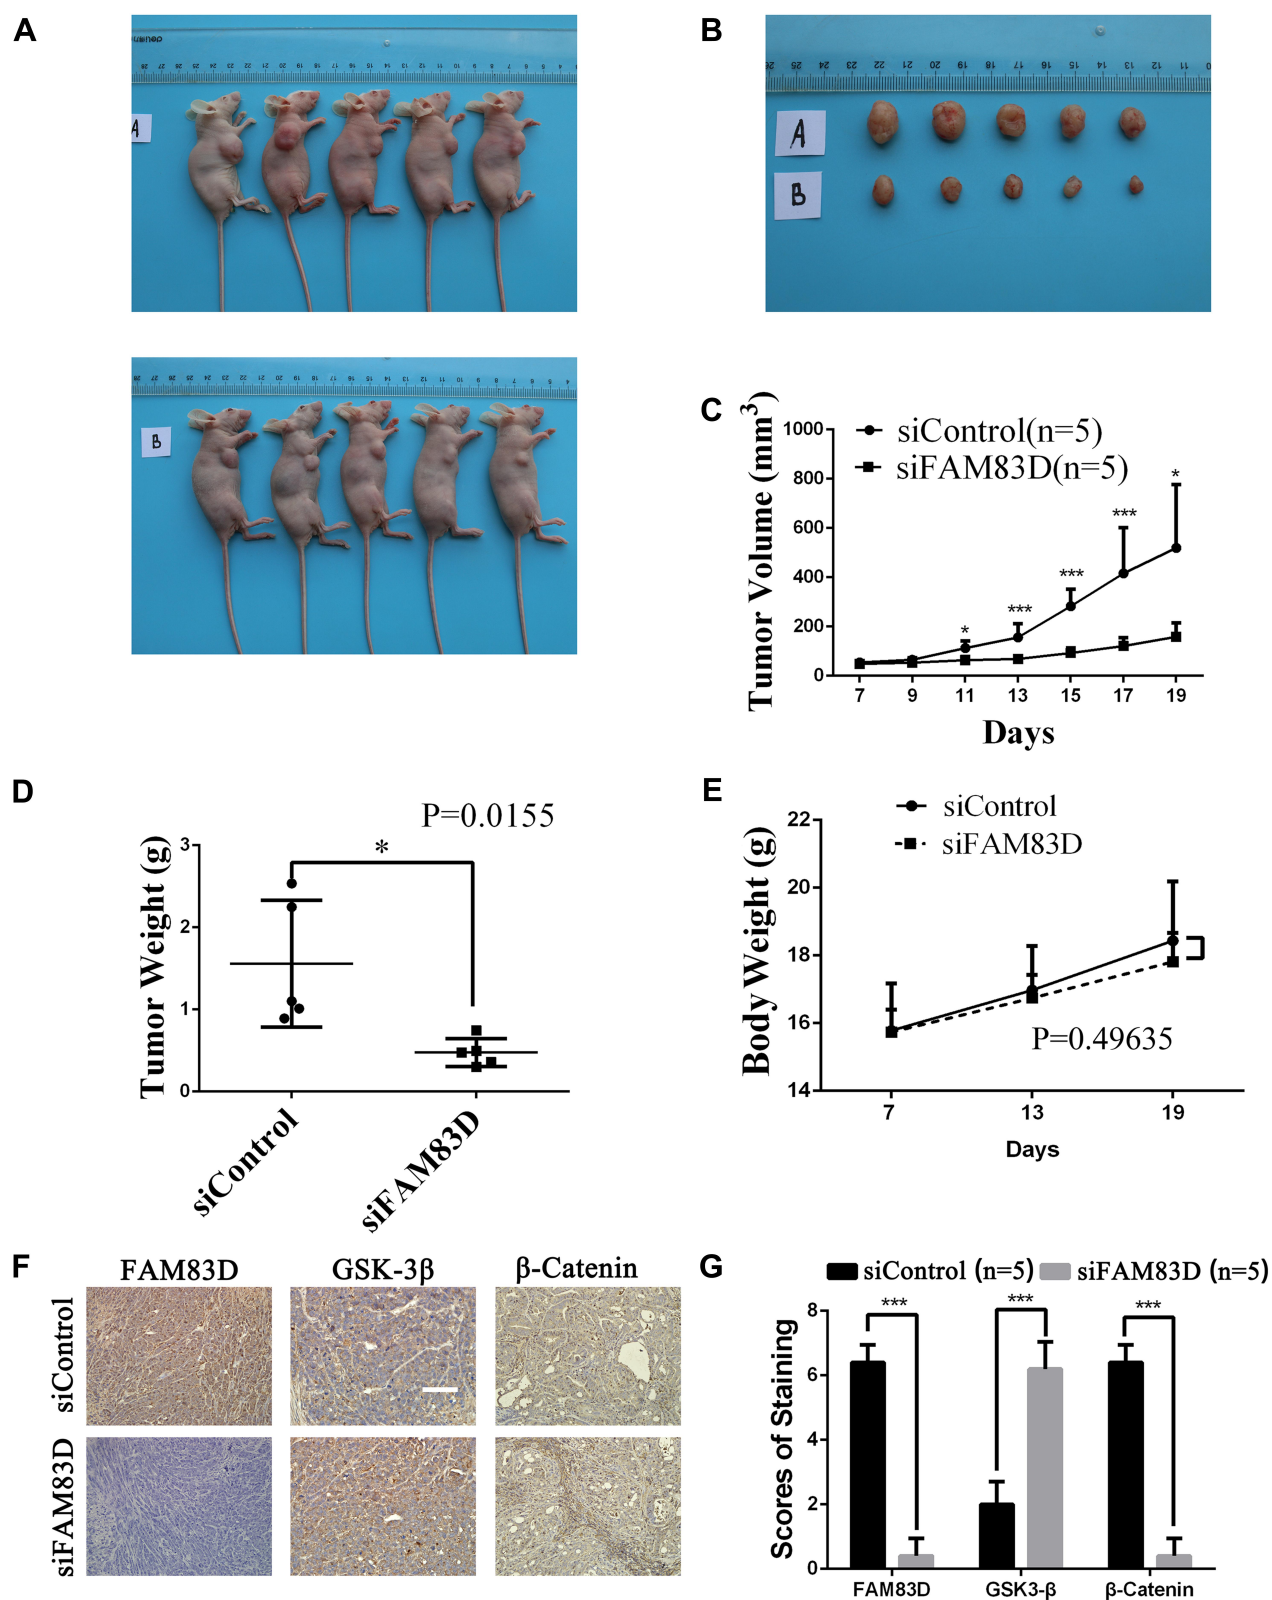 A
B
A
A
B
B
C
Tumor Volume (mm³)
1000
800
600
400
200
0
siControl(n=5)
siFAM83D(n=5)
*
***
***
***
*
7 9 11 13 15 17 19
Days
D
P=0.0155
*
Tumor Weight (g)
3
2
1
0
siControl
siFAM83D
E
siControl
siFAM83D
Body Weight (g)
22
20
18
16
14
P=0.49635
7 13 19
Days
F
FAM83D GSK-3β β-Catenin
siControl
siFAM83D
G
siControl (n=5) siFAM83D (n=5)
*** *** ***
Scores of Staining
8
6
4
2
0
FAM83D GSK3-β β-Catenin